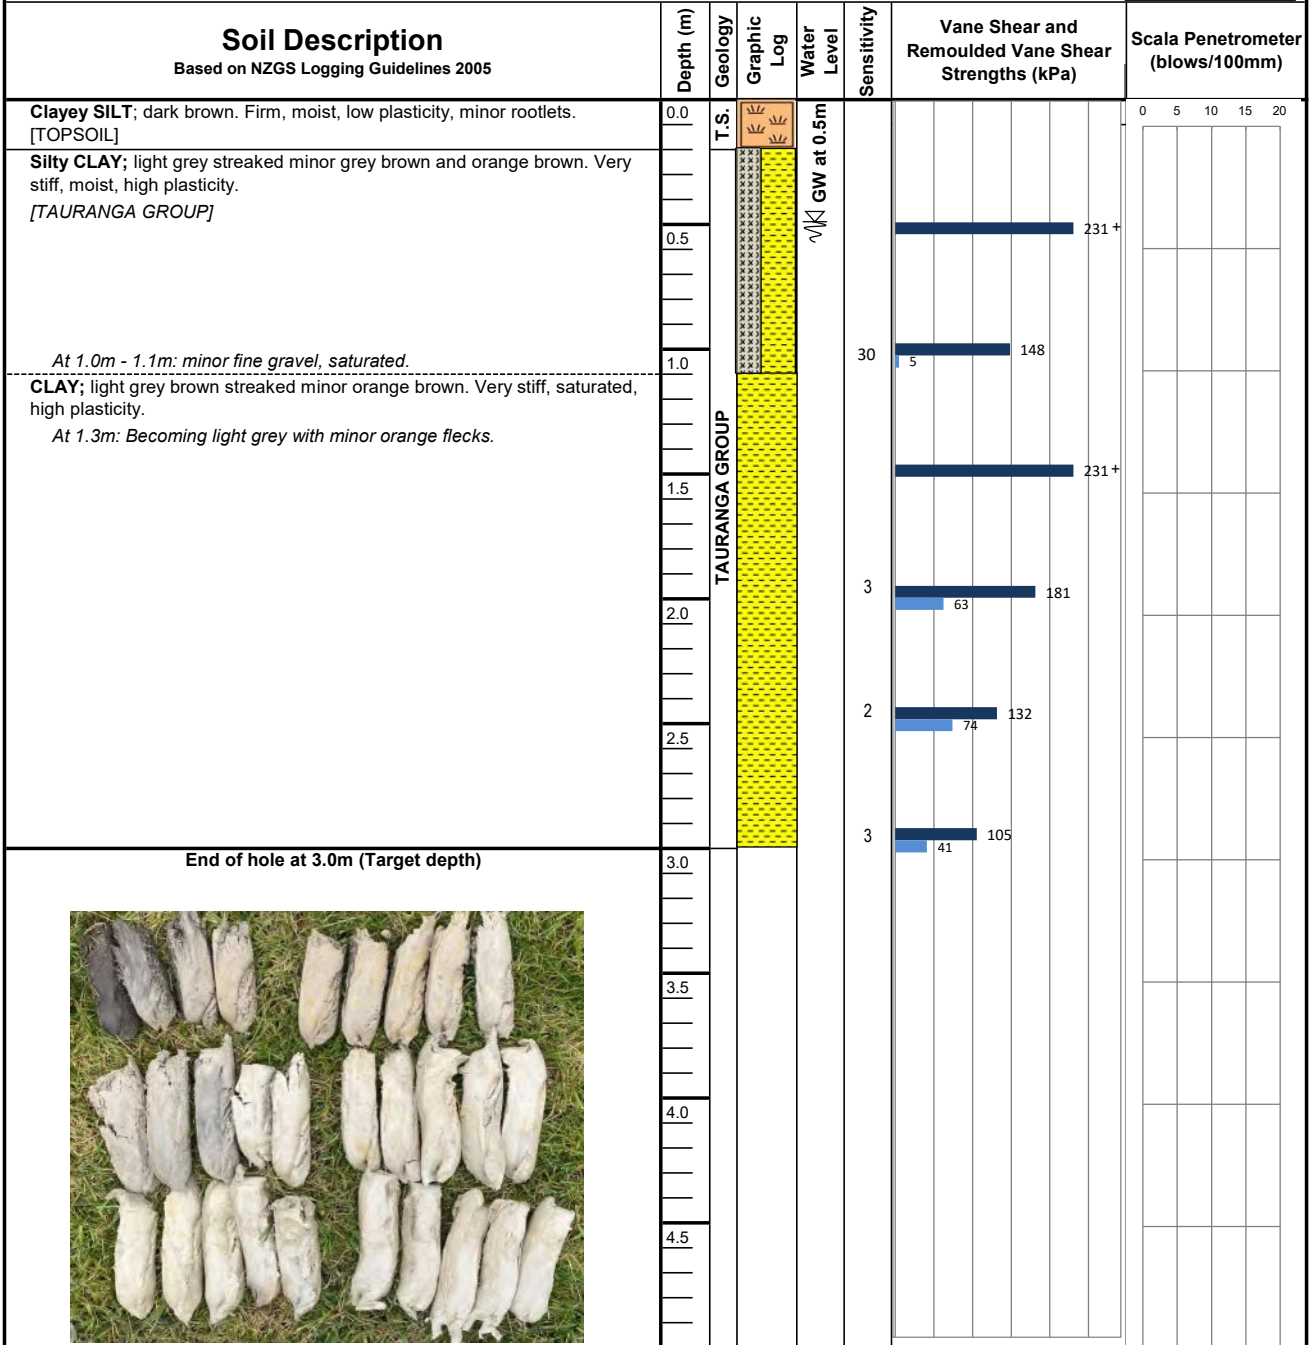 Soil Description
Based on NZGS Logging Guidelines 2005
Depth (m)
Geology
Graphic
Log
Water
Level
Sensitivity
Vane Shear and
Remoulded Vane Shear
Strengths (kPa)
Scala Penetrometer
(blows/100mm)
0 5 10 15 20
Clayey SILT; dark brown. Firm, moist, low plasticity, minor rootlets.
[TOPSOIL]
0.0
T.S.
GW at 0.5m
Silty CLAY; light grey streaked minor grey brown and orange brown. Very
stiff, moist, high plasticity.
[TAURANGA GROUP]
231 +
0.5
At 1.0m - 1.1m: minor fine gravel, saturated.
1.0
30
148
5
CLAY; light grey brown streaked minor orange brown. Very stiff, saturated,
high plasticity.
At 1.3m: Becoming light grey with minor orange flecks.
TAURANGA GROUP
231 +
1.5
3
181
63
2.0
2
132
74
2.5
3
105
41
End of hole at 3.0m (Target depth)
3.0
3.5
4.0
4.5